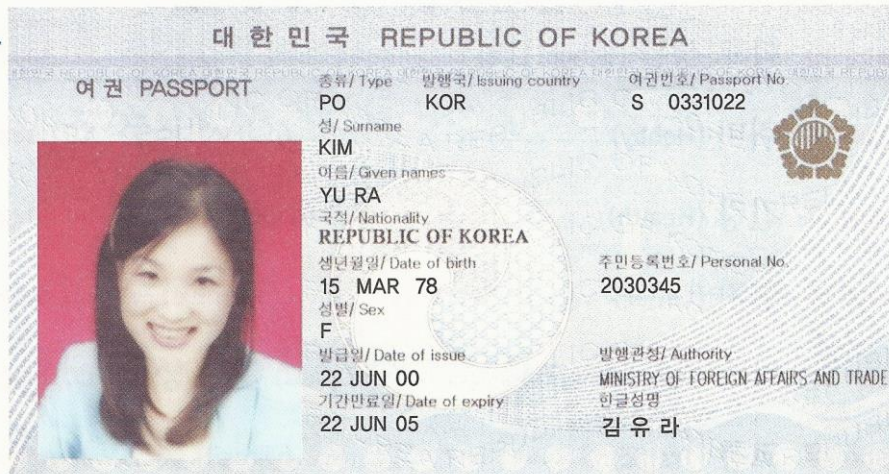 대 한 민 국 REPUBLIC OF KOREA
여 권 PASSPORT
종류/ Type 발행국/ Issuing country 여권번호/ Passport No.
PO KOR S 0331022
성/ Surname
KIM
이름/ Given names
YU RA
국적/ Nationality
REPUBLIC OF KOREA
생년월일/ Date of birth 주민등록번호/ Personal No.
15 MAR 78 2030345
성별/ Sex
F
발급일/ Date of issue 발행관청/ Authority
22 JUN 00 MINISTRY OF FOREIGN AFFAIRS AND TRADE
기간만료일/ Date of expiry 한글성명
22 JUN 05 김 유 라